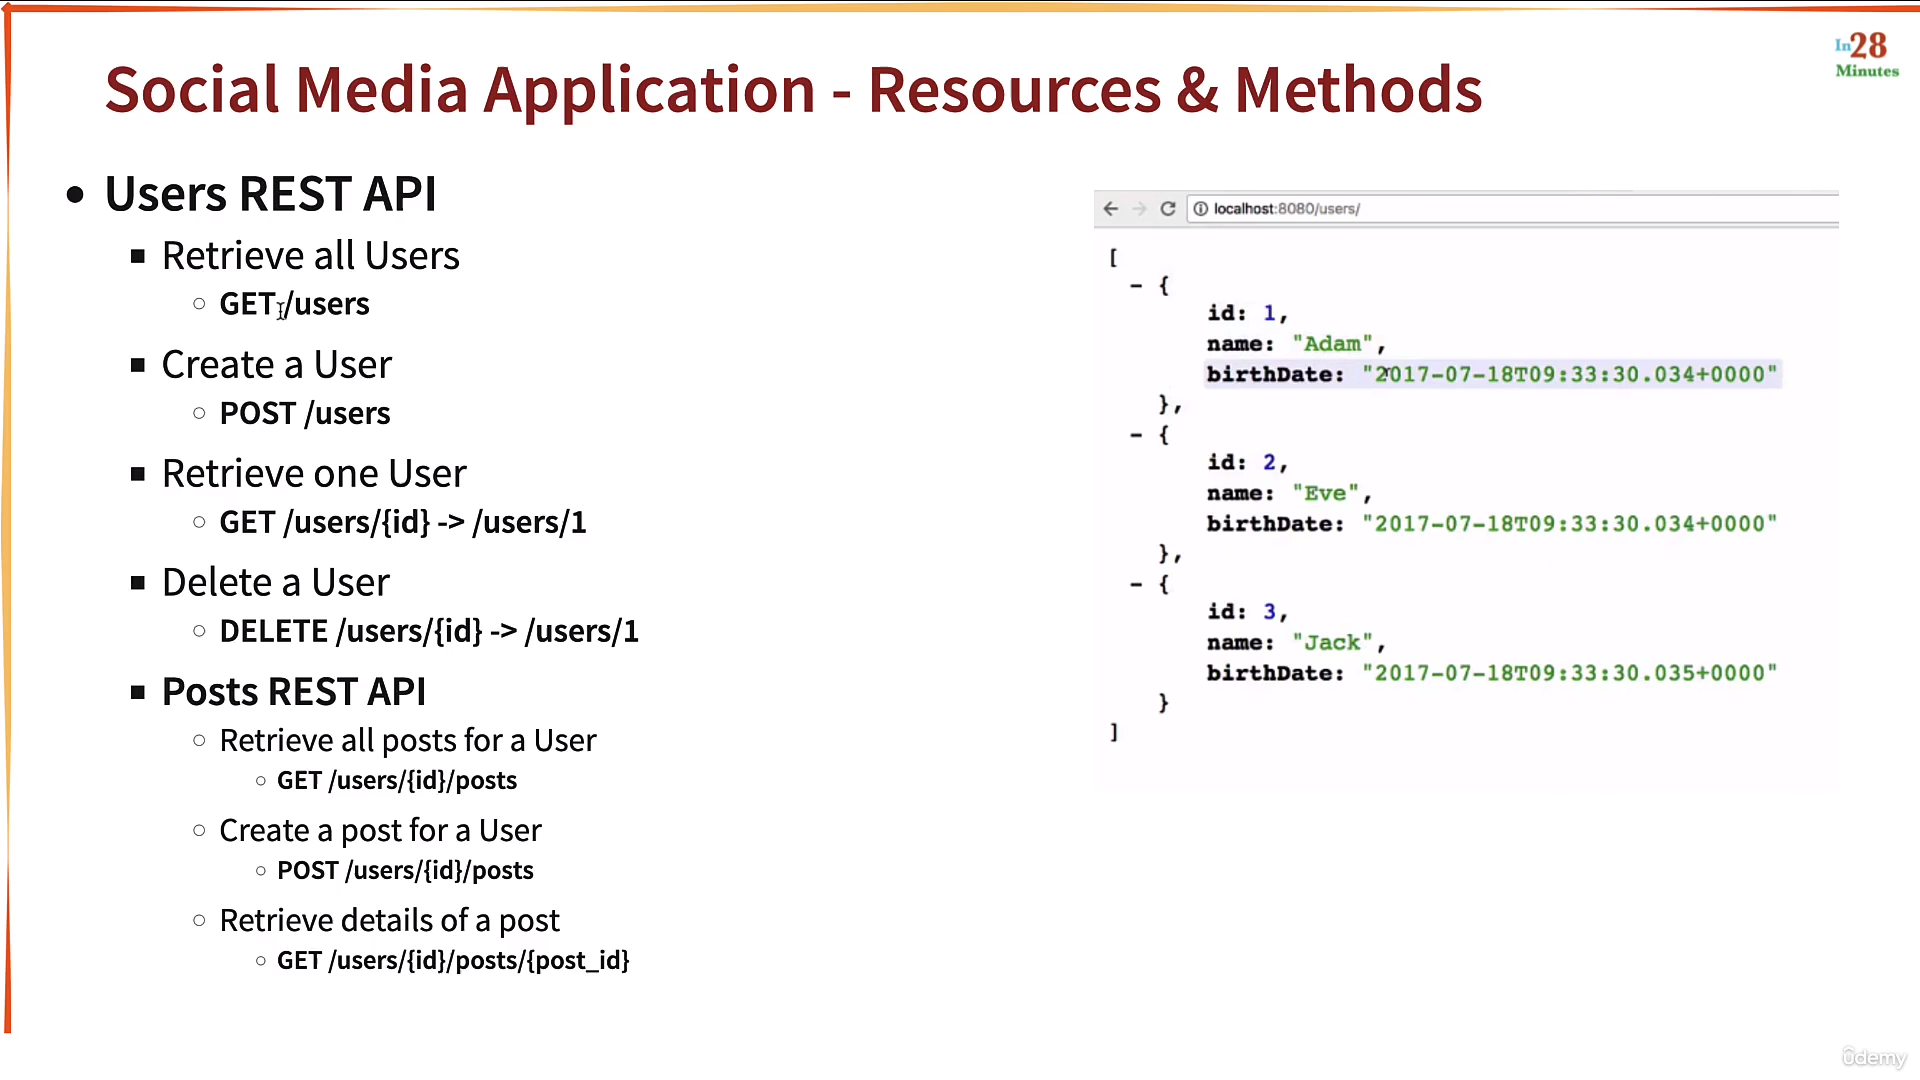 Social Media Application - Resources & Methods
In28
Minutes
Users REST API
Retrieve all Users
GET /users
Create a User
POST /users
Retrieve one User
GET /users/{id} -> /users/1
Delete a User
DELETE /users/{id} -> /users/1
Posts REST API
Retrieve all posts for a User
GET /users/{id}/posts
Create a post for a User
POST /users/{id}/posts
Retrieve details of a post
GET /users/{id}/posts/{post_id}
localhost:8080/users/
[
- {
id: 1,
name: "Adam",
birthDate: "2017-07-18T09:33:30.034+0000"
},
- {
id: 2,
name: "Eve",
birthDate: "2017-07-18T09:33:30.034+0000"
},
- {
id: 3,
name: "Jack",
birthDate: "2017-07-18T09:33:30.035+0000"
}
]
ûdemy